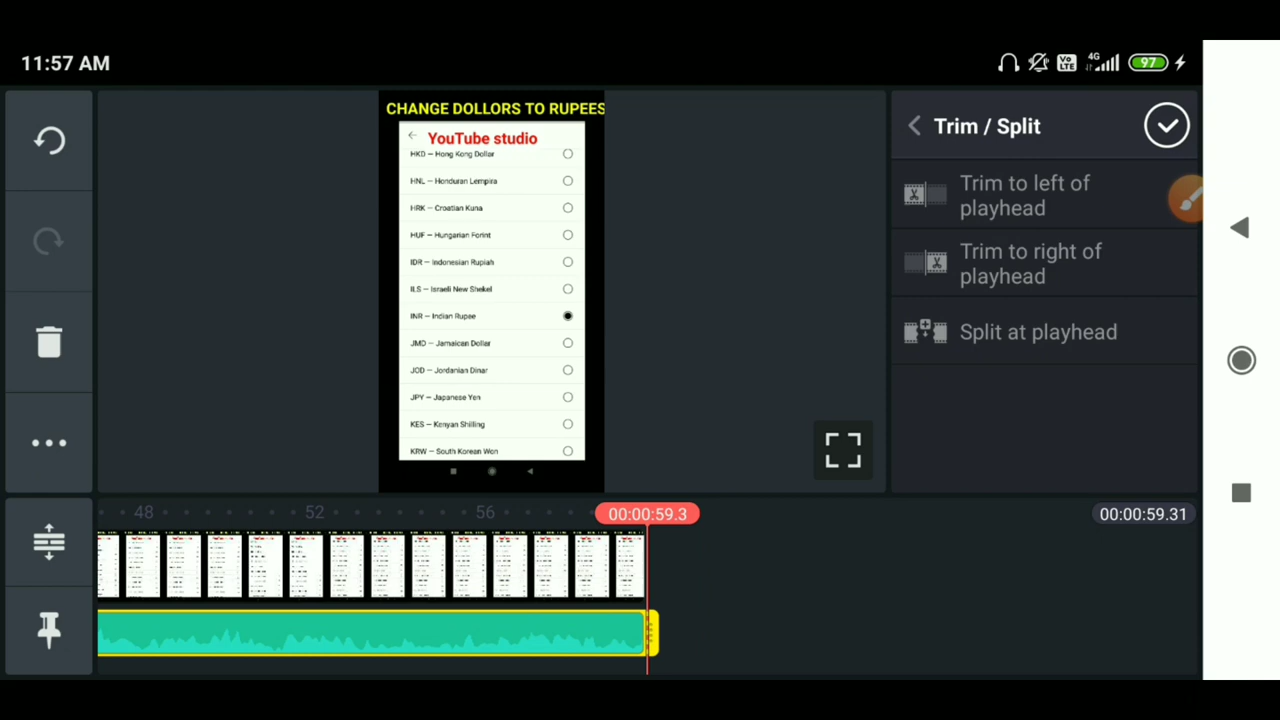 11:57 AM
4G
Vo
LTE
97
CHANGE DOLLORS TO RUPEES
YouTube studio
HKD – Hong Kong Dollar
HNL – Honduran Lempira
HRK – Croatian Kuna
HUF – Hungarian Forint
IDR – Indonesian Rupiah
ILS – Israeli New Shekel
INR – Indian Rupee
JMD – Jamaican Dollar
JOD – Jordanian Dinar
JPY – Japanese Yen
KES – Kenyan Shilling
KRW – South Korean Won
Trim / Split
Trim to left of
playhead
Trim to right of
playhead
Split at playhead
48
52
56
00:00:59.3
00:00:59.31